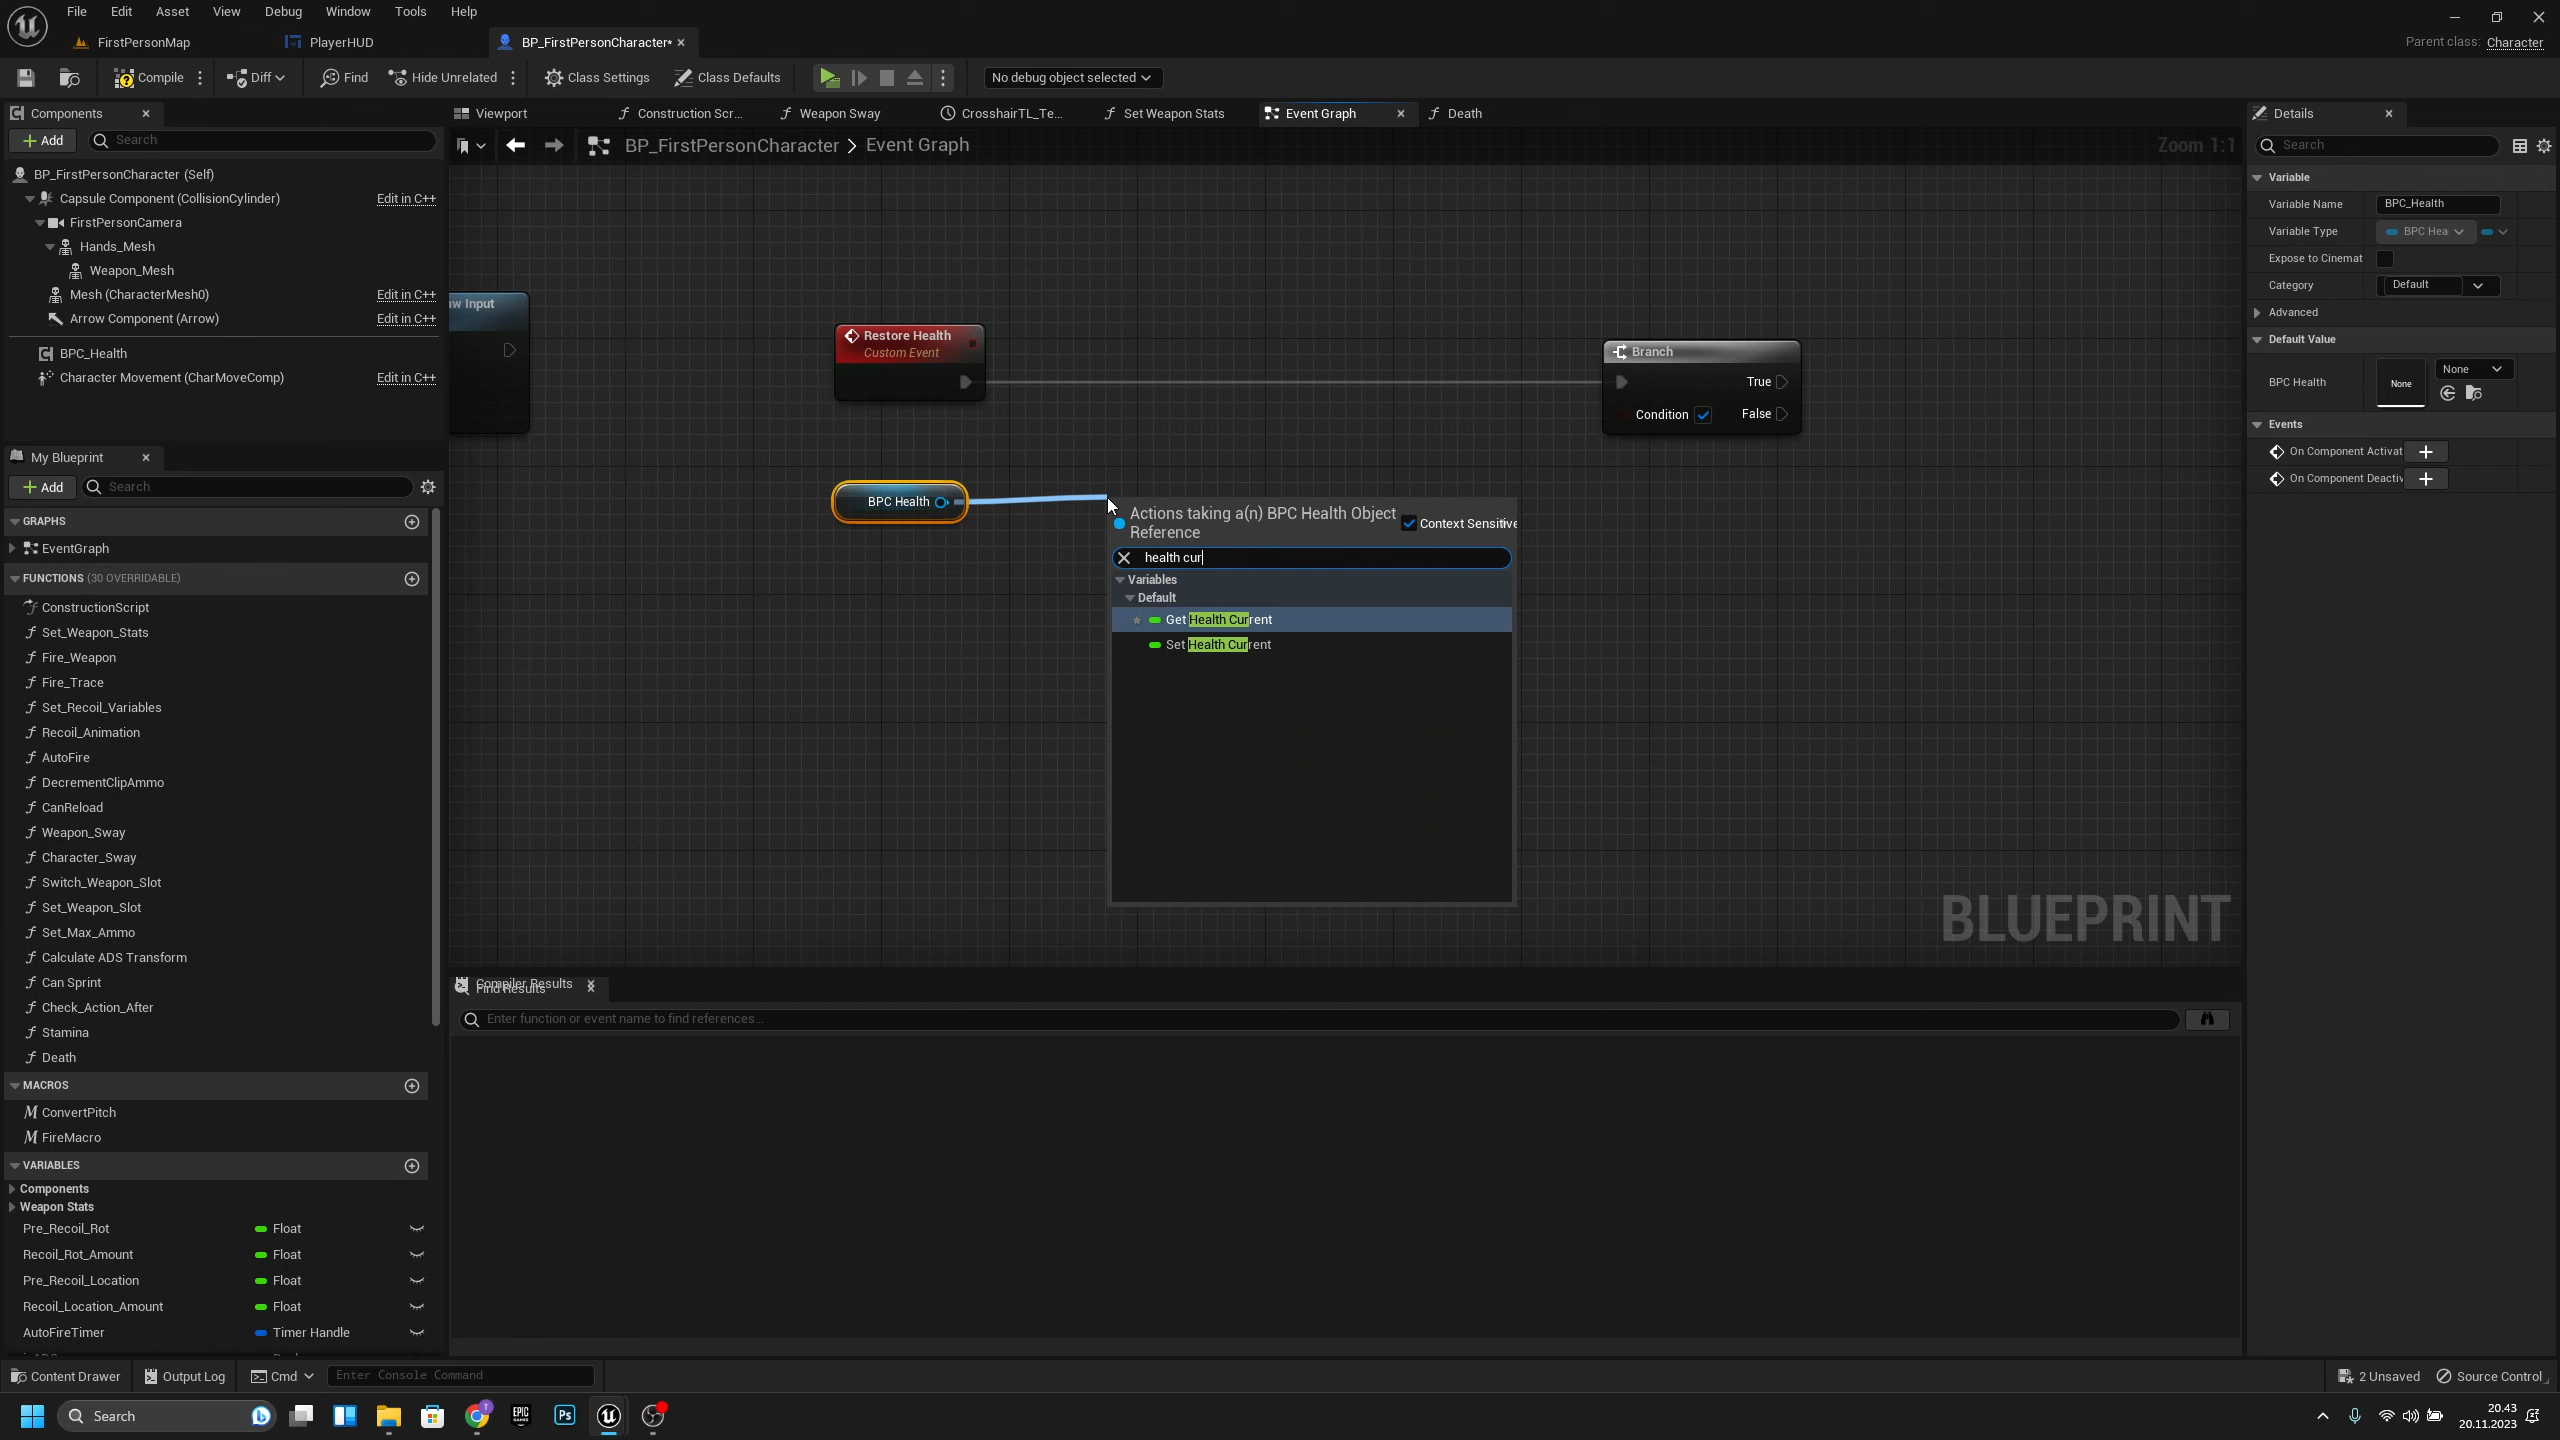 File Edit Asset View Debug Window Tools Help
FirstPersonMap PlayerHUD BP_FirstPersonCharacter*
Parent class: Character
Compile Diff Find Hide Unrelated Class Settings Class Defaults No debug object selected
Components
Viewport Construction Scr... Weapon Sway CrosshairTL_Te... Set Weapon Stats Event Graph Death
Details
Add Search
BP_FirstPersonCharacter > Event Graph
Zoom 1:1
Search
BP_FirstPersonCharacter (Self)
Capsule Component (CollisionCylinder) Edit in C++
FirstPersonCamera
Hands_Mesh
Weapon_Mesh
Mesh (CharacterMesh0) Edit in C++
Arrow Component (Arrow) Edit in C++
BPC_Health
Character Movement (CharMoveComp) Edit in C++
My Blueprint
Add Search
GRAPHS
EventGraph
FUNCTIONS (30 OVERRIDABLE)
ConstructionScript
Set_Weapon_Stats
Fire_Weapon
Fire_Trace
Set_Recoil_Variables
Recoil_Animation
AutoFire
DecrementClipAmmo
CanReload
Weapon_Sway
Character_Sway
Switch_Weapon_Slot
Set_Weapon_Slot
Set_Max_Ammo
Calculate ADS Transform
Can Sprint
Check_Action_After
Stamina
Death
MACROS
ConvertPitch
FireMacro
VARIABLES
Components
Weapon Stats
Pre_Recoil_Rot Float
Recoil_Rot_Amount Float
Pre_Recoil_Location Float
Recoil_Location_Amount Float
AutoFireTimer Timer Handle
aw Input
Restore Health
Custom Event
Branch
True
Condition False
BPC Health
Actions taking a(n) BPC Health Object
Reference
Context Sensitive
health cur
Variables
Default
Get Health Current
Set Health Current
BLUEPRINT
Compiler Results
Find Results
Enter function or event name to find references...
Variable
Variable Name BPC_Health
Variable Type BPC Hea
Expose to Cinemat
Category Default
Advanced
Default Value
BPC Health None None
Events
On Component Activat
On Component Deactiv
Content Drawer Output Log Cmd Enter Console Command
2 Unsaved Source Control
Search
EPIC
GAMES
Ps
20.43
20.11.2023